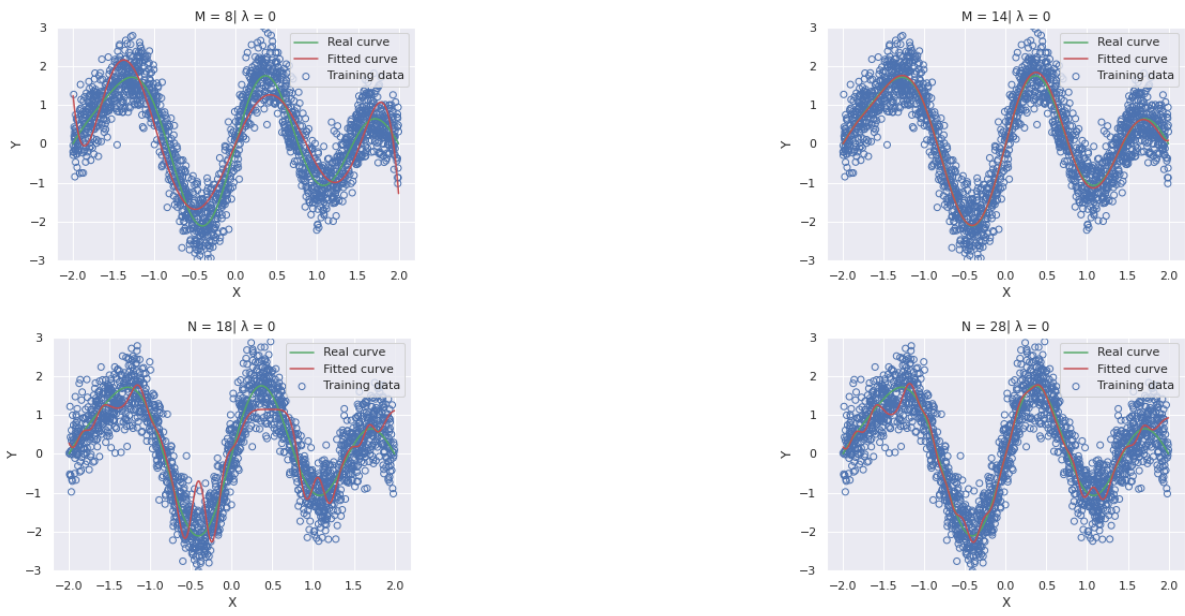 M = 8| λ = 0
3
2
1
0
−1
−2
−3
Y
Real curve
Fitted curve
Training data
−2.0 −1.5 −1.0 −0.5 0.0 0.5 1.0 1.5 2.0
X
M = 14| λ = 0
3
2
1
0
−1
−2
−3
Y
Real curve
Fitted curve
Training data
−2.0 −1.5 −1.0 −0.5 0.0 0.5 1.0 1.5 2.0
X
N = 18| λ = 0
3
2
1
0
−1
−2
−3
Y
Real curve
Fitted curve
Training data
−2.0 −1.5 −1.0 −0.5 0.0 0.5 1.0 1.5 2.0
X
N = 28| λ = 0
3
2
1
0
−1
−2
−3
Y
Real curve
Fitted curve
Training data
−2.0 −1.5 −1.0 −0.5 0.0 0.5 1.0 1.5 2.0
X